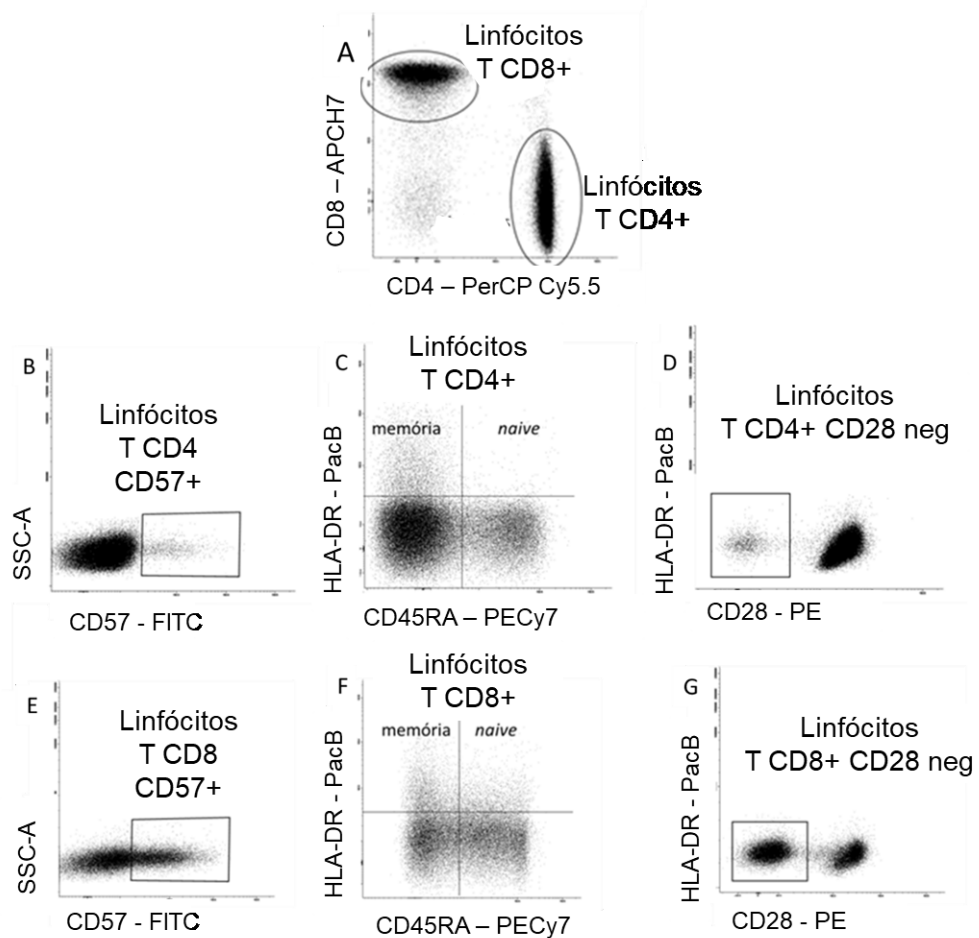 A
Linfócitos
T CD8+
CD8 – APCH7
Linfócitos
T CD4+
CD4 – PerCP Cy5.5
B
Linfócitos
T CD4
CD57+
SSC-A
CD57 - FITC
C
Linfócitos
T CD4+
memória
naive
HLA-DR - PacB
CD45RA – PECy7
D
Linfócitos
T CD4+ CD28 neg
HLA-DR - PacB
CD28 - PE
E
Linfócitos
T CD8
CD57+
SSC-A
CD57 - FITC
F
Linfócitos
T CD8+
memória
naive
HLA-DR - PacB
CD45RA – PECy7
G
Linfócitos
T CD8+ CD28 neg
HLA-DR - PacB
CD28 - PE